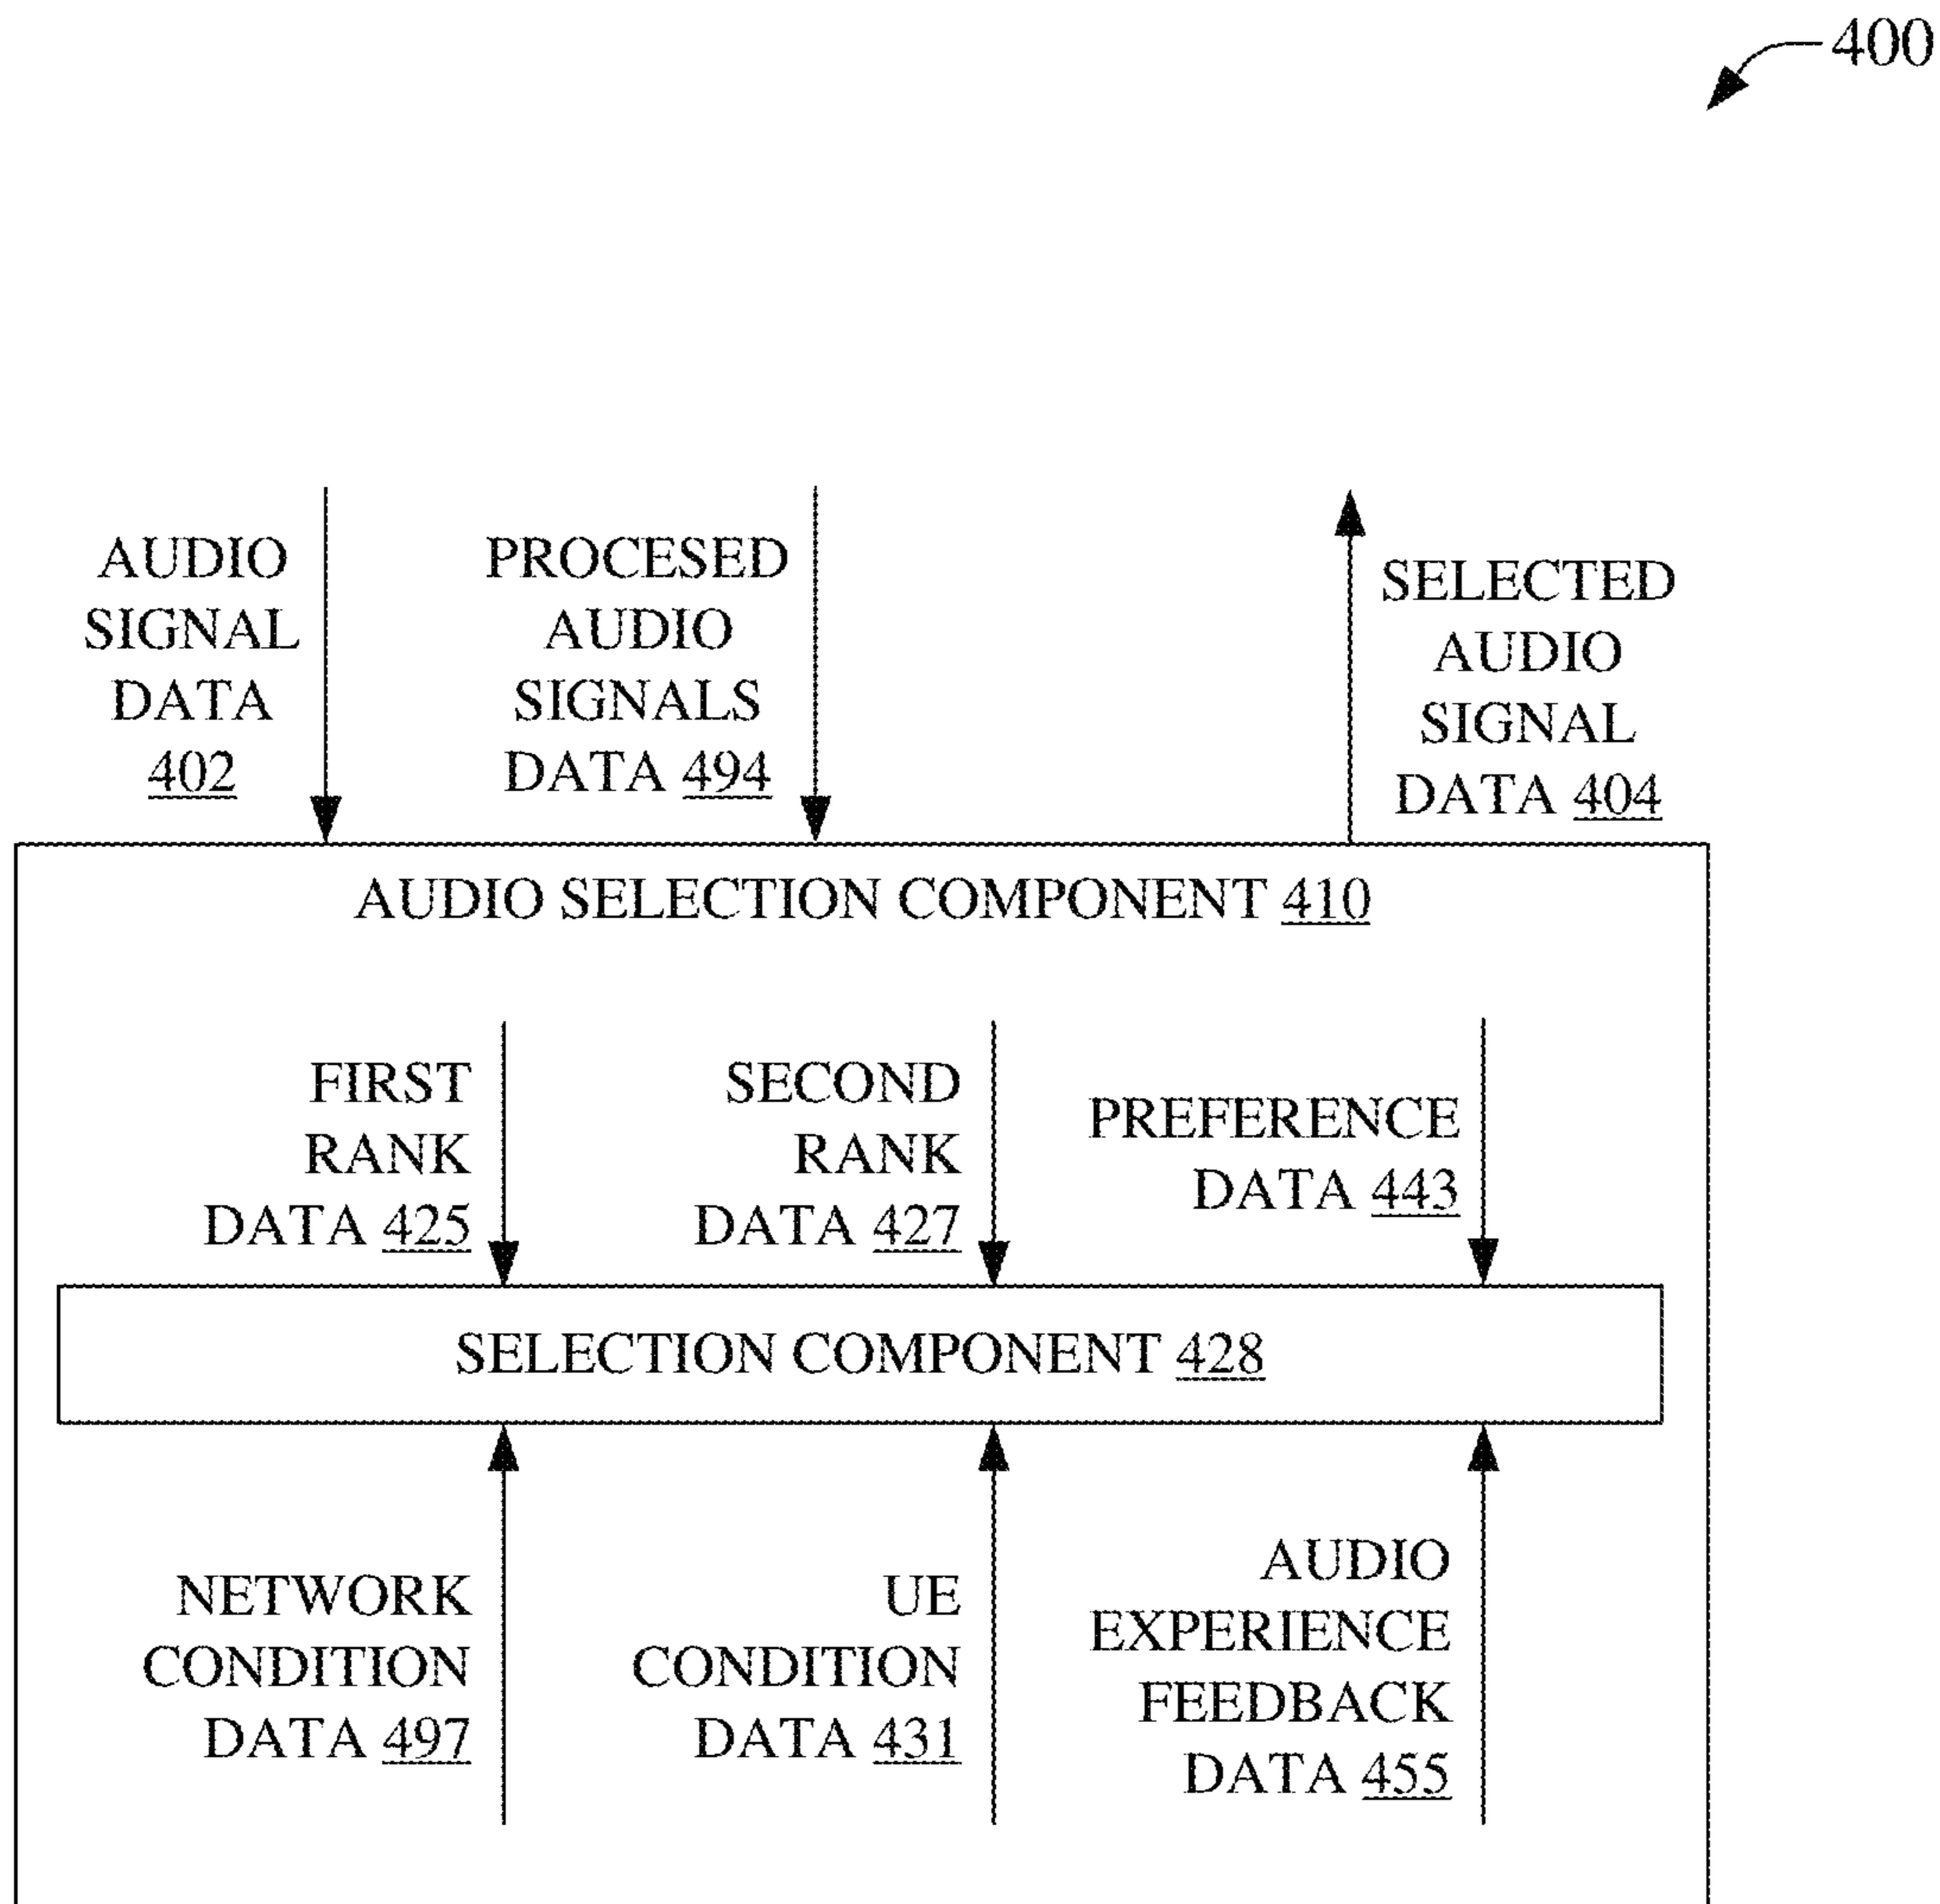 400
AUDIO
SIGNAL
DATA
402
PROCESED
AUDIO
SIGNALS
DATA 494
SELECTED
AUDIO
SIGNAL
DATA 404
AUDIO SELECTION COMPONENT 410
FIRST
RANK
DATA 425
SECOND
RANK
DATA 427
PREFERENCE
DATA 443
SELECTION COMPONENT 428
NETWORK
CONDITION
DATA 497
UE
CONDITION
DATA 431
AUDIO
EXPERIENCE
FEEDBACK
DATA 455